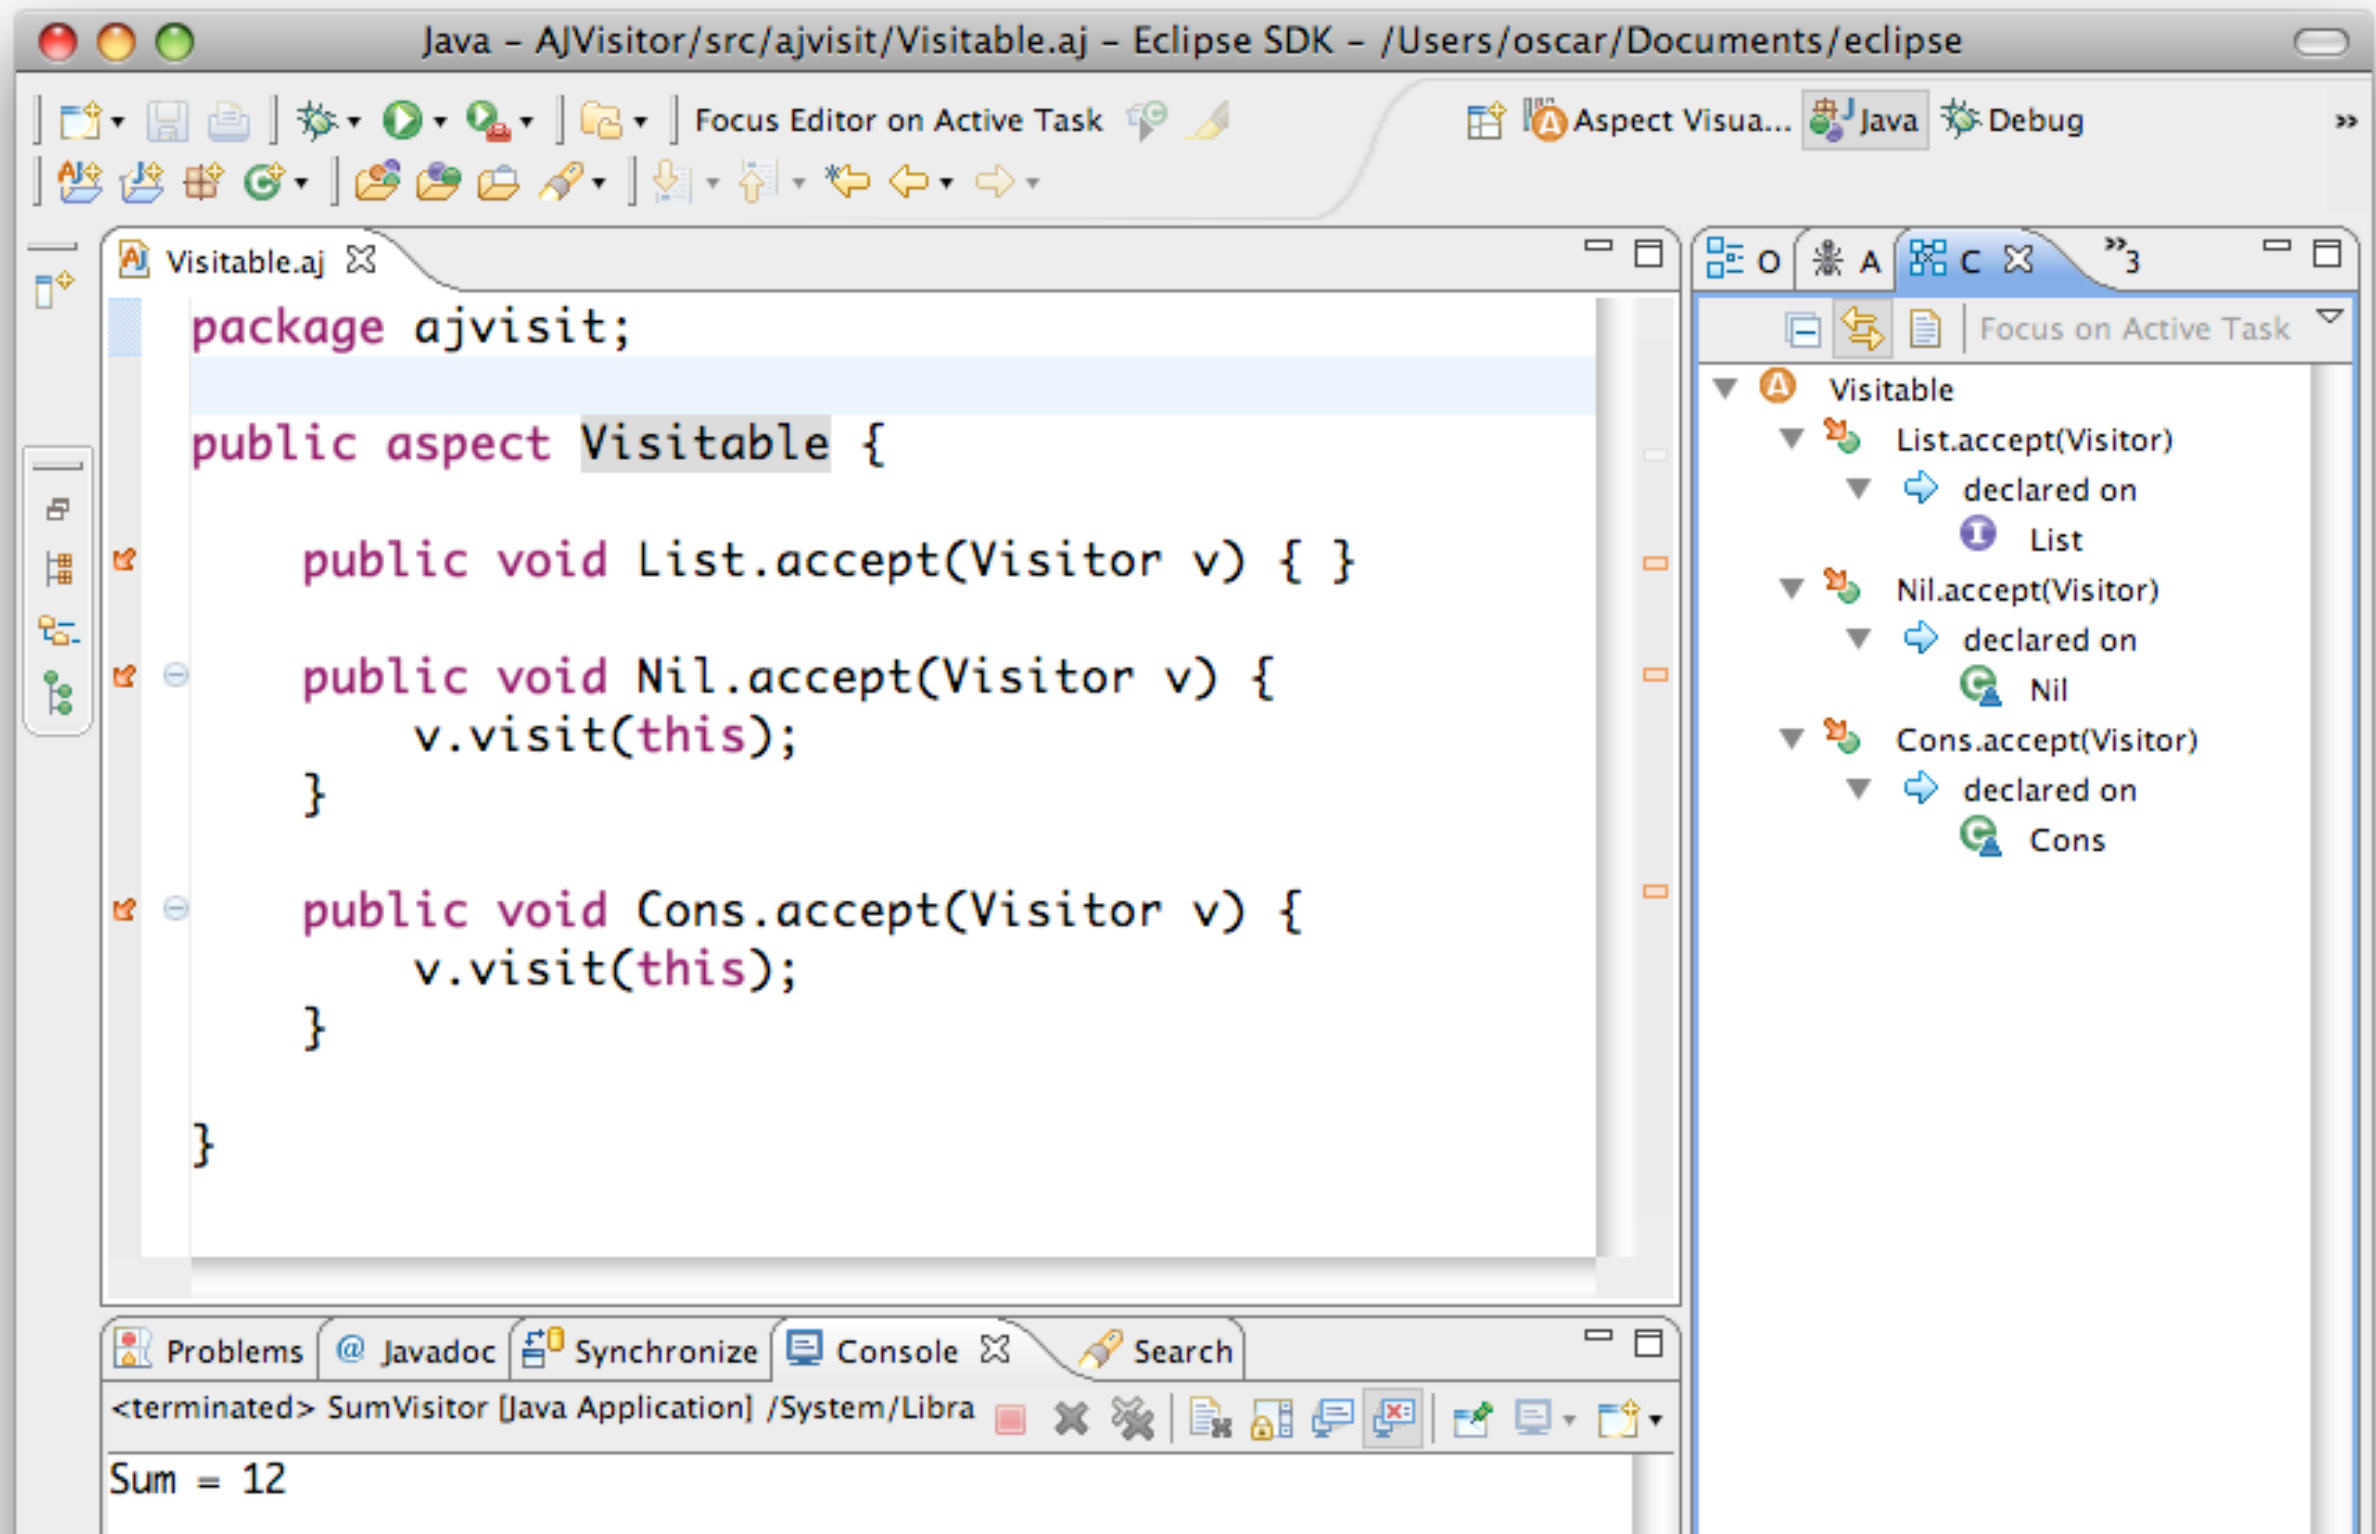 Java – AJVisitor/src/ajvisit/Visitable.aj – Eclipse SDK – /Users/oscar/Documents/eclipse
Focus Editor on Active Task
Aspect Visua...
Java
Debug
»
Visitable.aj
package ajvisit;
public aspect Visitable {
public void List.accept(Visitor v) { }
public void Nil.accept(Visitor v) {
v.visit(this);
}
public void Cons.accept(Visitor v) {
v.visit(this);
}
}
O
A
C
»3
Focus on Active Task
Visitable
List.accept(Visitor)
declared on
List
Nil.accept(Visitor)
declared on
Nil
Cons.accept(Visitor)
declared on
Cons
Problems
@ Javadoc
Synchronize
Console
Search
<terminated> SumVisitor [Java Application] /System/Libra
Sum = 12